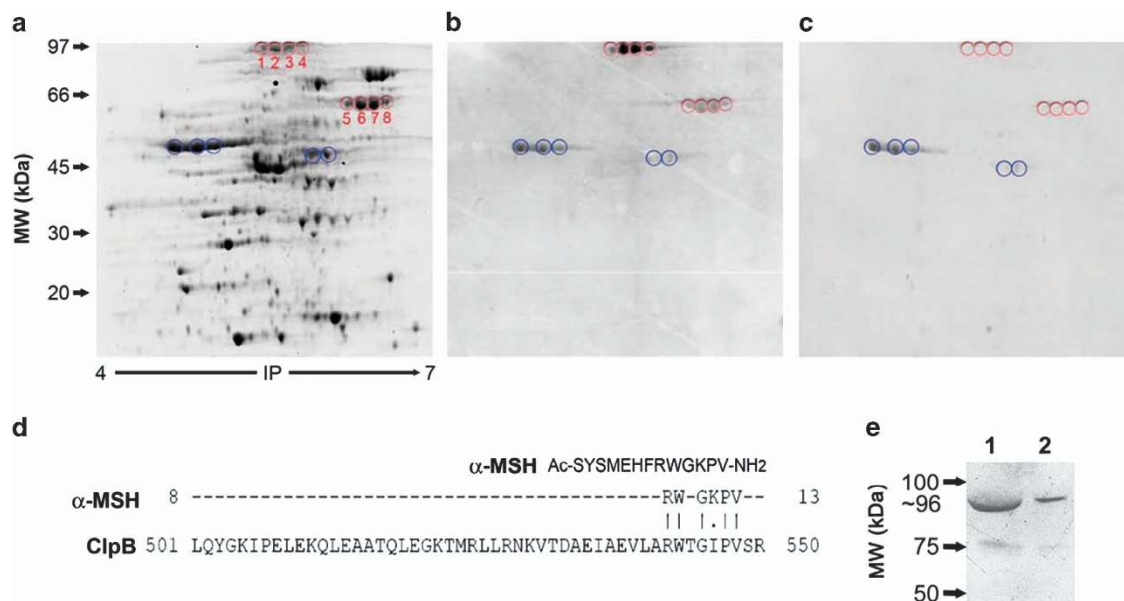 a
b
c
MW (kDa)
97
66
45
30
20
1 2 3 4
5 6 7 8
4 IP 7
d
α-MSH Ac-SYSMEHFRWGKPV-NH2
α-MSH 8 ------------------------------------------RW-GKPV-- 13
|| |.||
ClpB 501 LQYGKIPELEKQLEAATQLEGKTMRLLRNKVTDAEIAEVLARWTGIPVSR 550
e
1 2
MW (kDa)
100
~96
75
50